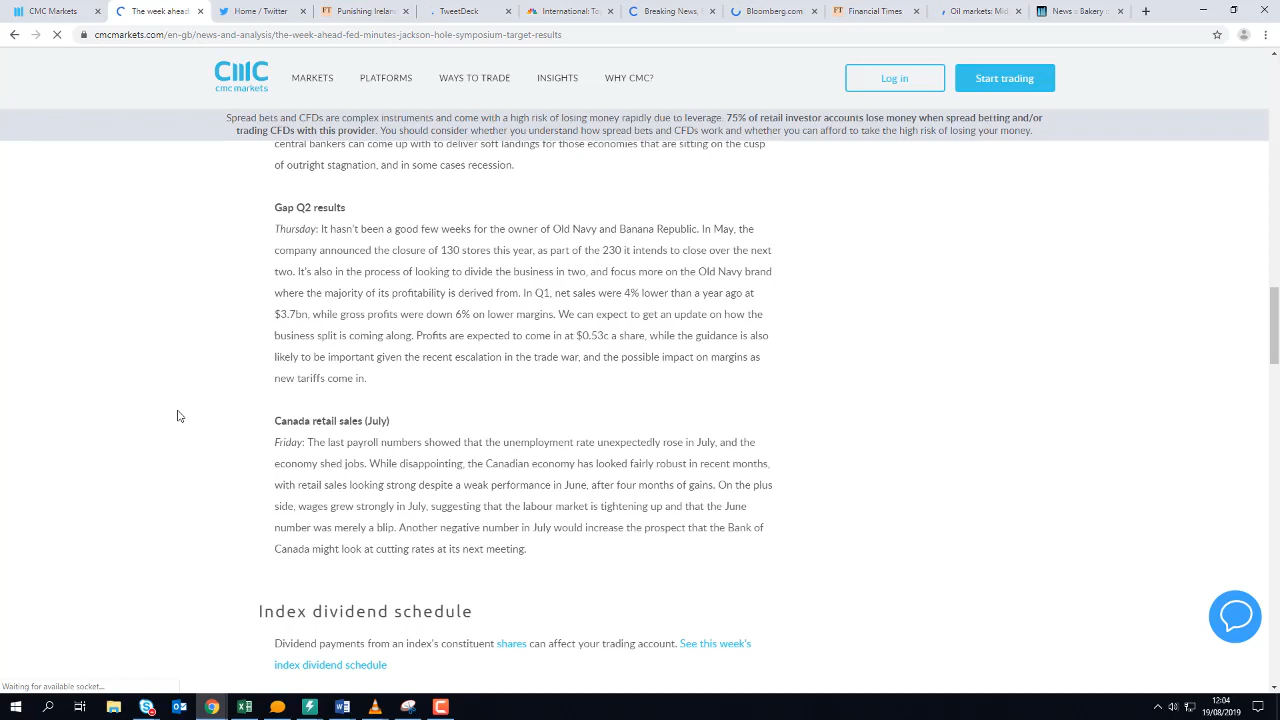 CMC Markets
The week ahead
Home / Twitter
Punishing Ireland
TweetDeck
International: Top
Breaking News,
Bloomberg.com
Financial Times
Oil markets: Mid
News :: Bakery ::
cmcmarkets.com/en-gb/news-and-analysis/the-week-ahead-fed-minutes-jackson-hole-symposium-target-results
CMC
cmc markets
MARKETS
PLATFORMS
WAYS TO TRADE
INSIGHTS
WHY CMC?
Log in
Start trading
Spread bets and CFDs are complex instruments and come with a high risk of losing money rapidly due to leverage. 75% of retail investor accounts lose money when spread betting and/or
trading CFDs with this provider. You should consider whether you understand how spread bets and CFDs work and whether you can afford to take the high risk of losing your money.
central bankers can come up with to deliver soft landings for those economies that are sitting on the cusp
of outright stagnation, and in some cases recession.
Gap Q2 results
Thursday: It hasn't been a good few weeks for the owner of Old Navy and Banana Republic. In May, the
company announced the closure of 130 stores this year, as part of the 230 it intends to close over the next
two. It's also in the process of looking to divide the business in two, and focus more on the Old Navy brand
where the majority of its profitability is derived from. In Q1, net sales were 4% lower than a year ago at
$3.7bn, while gross profits were down 6% on lower margins. We can expect to get an update on how the
business split is coming along. Profits are expected to come in at $0.53c a share, while the guidance is also
likely to be important given the recent escalation in the trade war, and the possible impact on margins as
new tariffs come in.
Canada retail sales (July)
Friday: The last payroll numbers showed that the unemployment rate unexpectedly rose in July, and the
economy shed jobs. While disappointing, the Canadian economy has looked fairly robust in recent months,
with retail sales looking strong despite a weak performance in June, after four months of gains. On the plus
side, wages grew strongly in July, suggesting that the labour market is tightening up and that the June
number was merely a blip. Another negative number in July would increase the prospect that the Bank of
Canada might look at cutting rates at its next meeting.
Index dividend schedule
Dividend payments from an index's constituent shares can affect your trading account. See this week's
index dividend schedule
Waiting for available socket...
12:04
19/08/2019